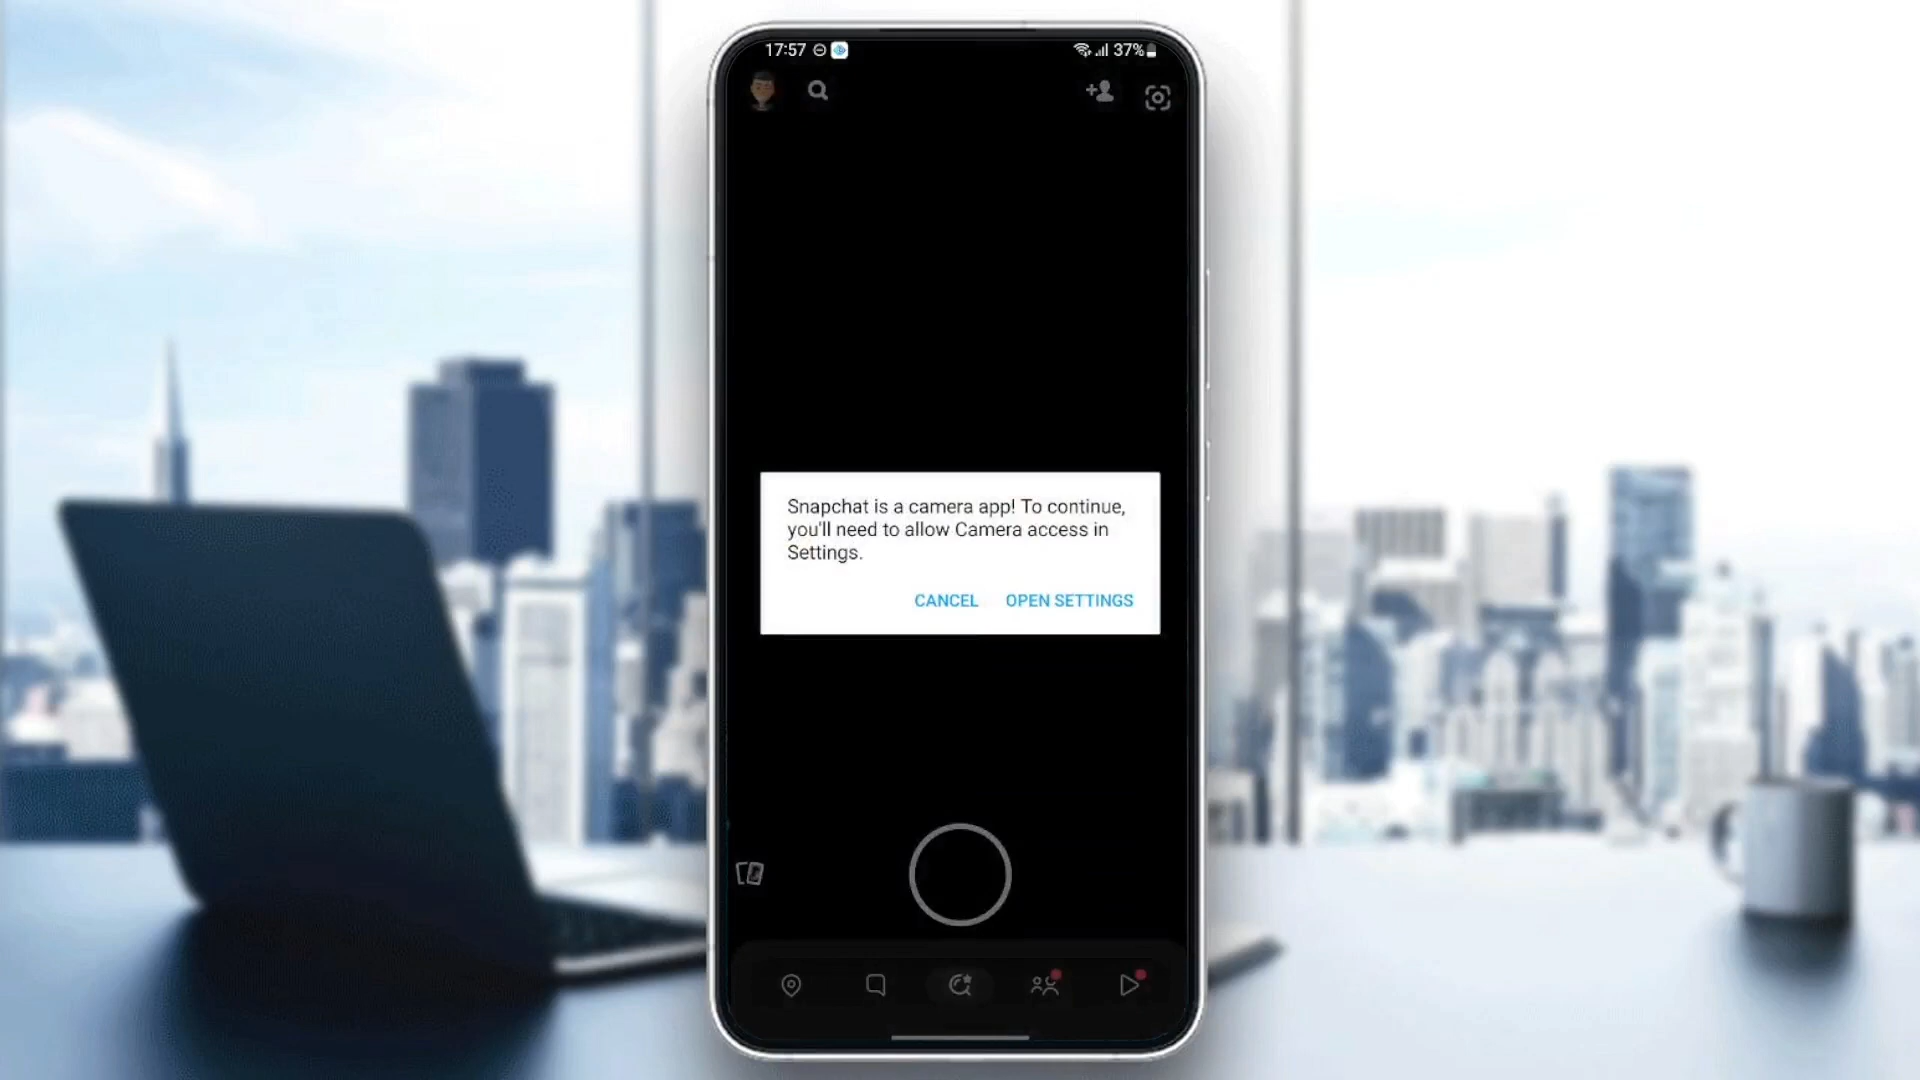 17:57
37%
Snapchat is a camera app! To continue,
you'll need to allow Camera access in
Settings.
CANCEL OPEN SETTINGS